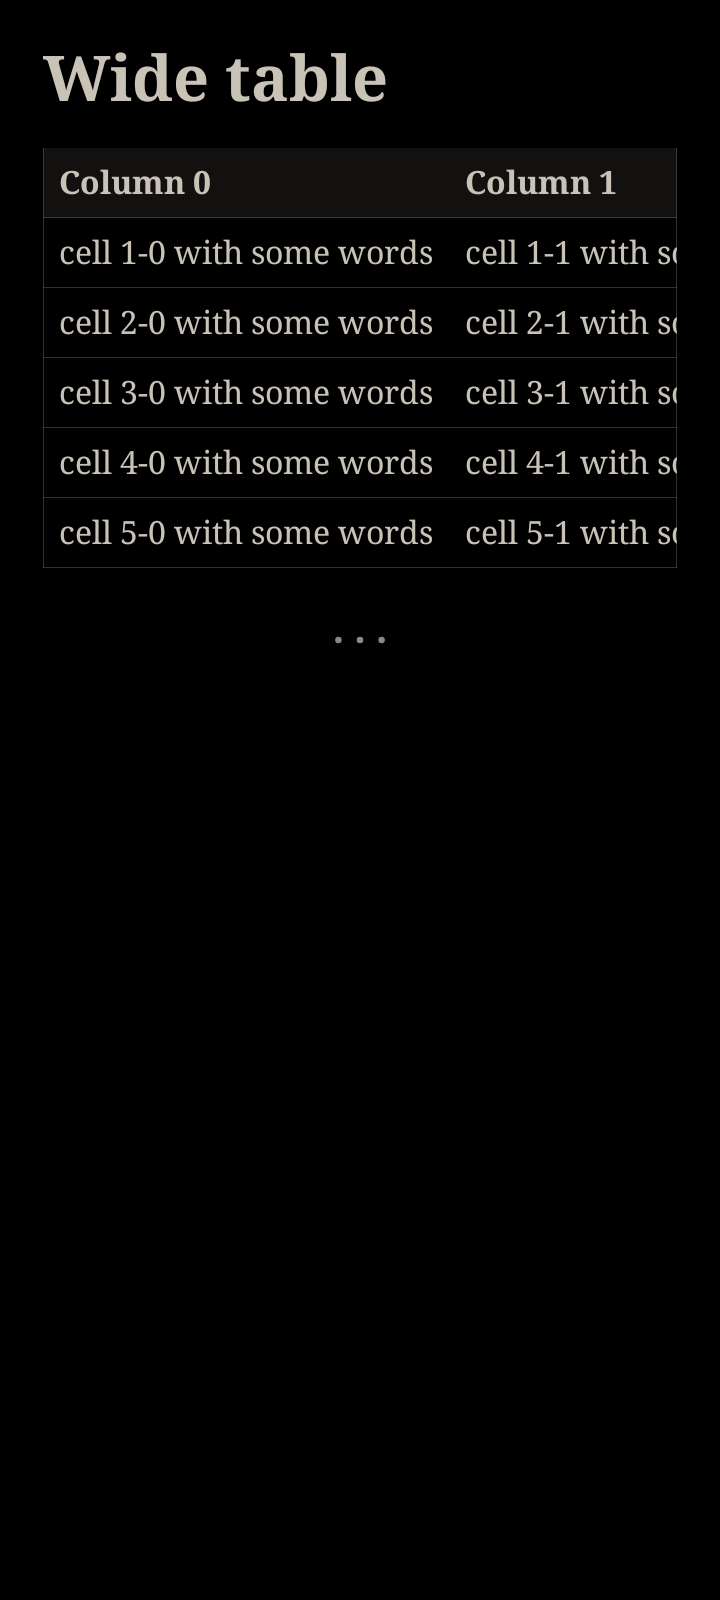 Wide table
Column 0 Column 1
cell 1-0 with some words cell 1-1 with
cell 2-0 with some words cell 2-1 with
cell 3-0 with some words cell 3-1 with
cell 4-0 with some words cell 4-1 with
cell 5-0 with some words cell 5-1 with
. . .